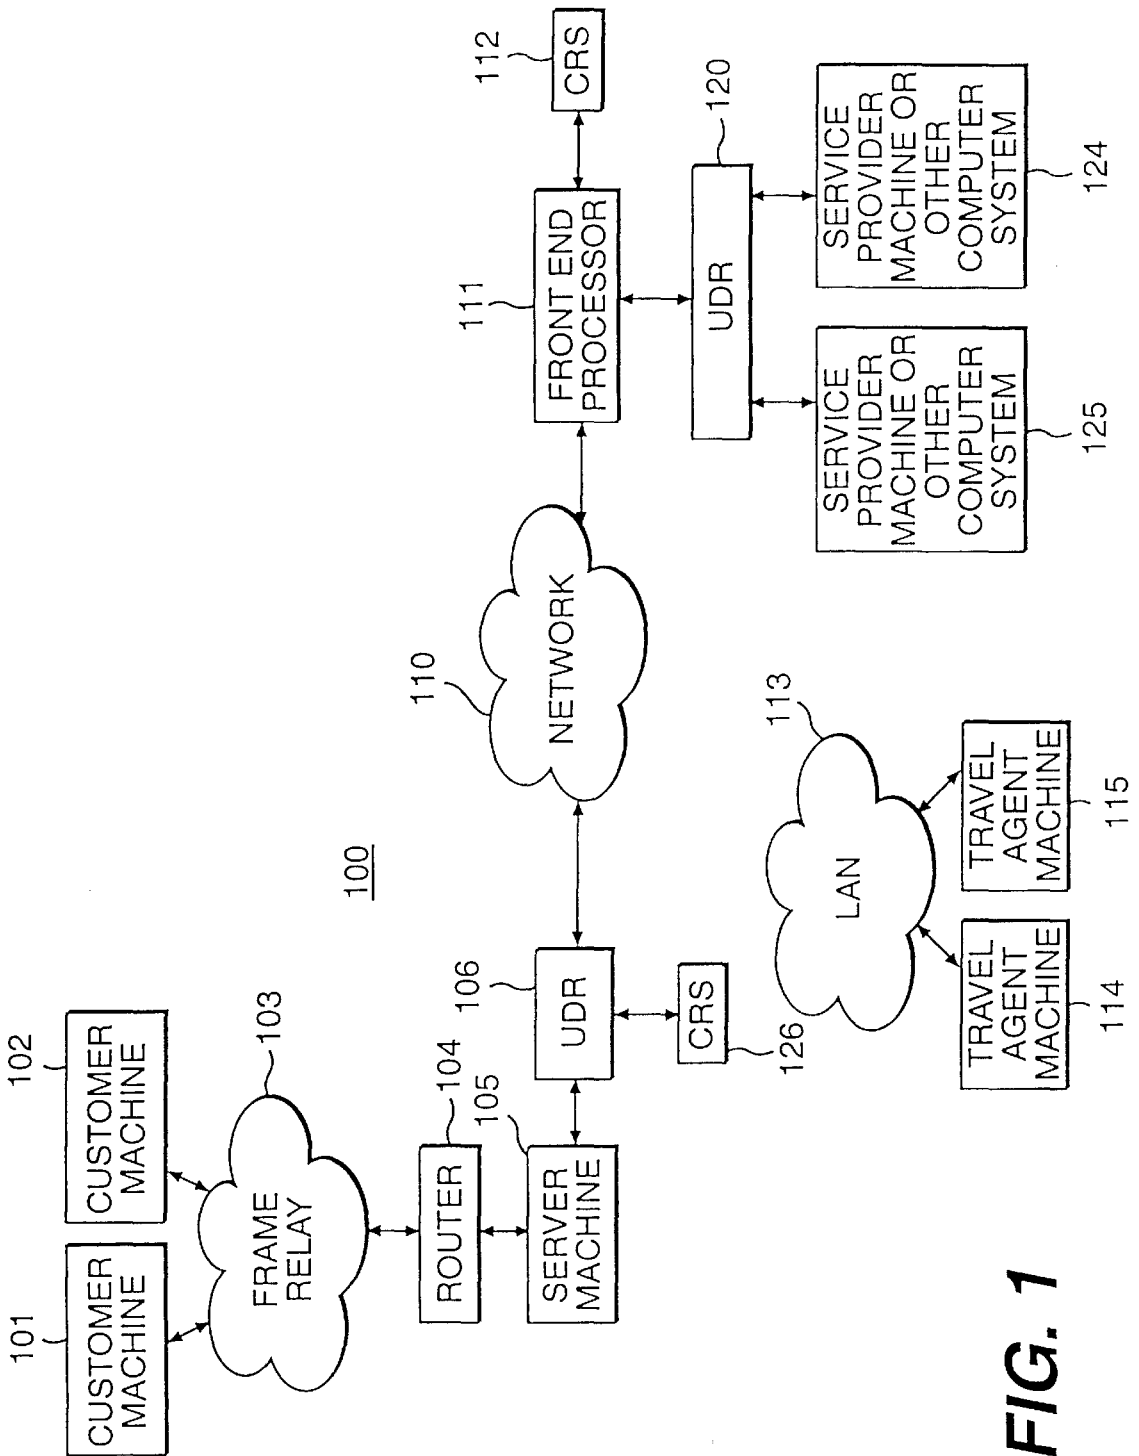 101
CUSTOMER
MACHINE
102
CUSTOMER
MACHINE
103
FRAME
RELAY
104
ROUTER
105
SERVER
MACHINE
106
UDR
126
CRS
100
110
NETWORK
111
FRONT END
PROCESSOR
112
CRS
120
UDR
113
LAN
TRAVEL
AGENT
MACHINE
114
TRAVEL
AGENT
MACHINE
115
SERVICE
PROVIDER
MACHINE OR
OTHER
COMPUTER
SYSTEM
125
SERVICE
PROVIDER
MACHINE OR
OTHER
COMPUTER
SYSTEM
124
FIG. 1